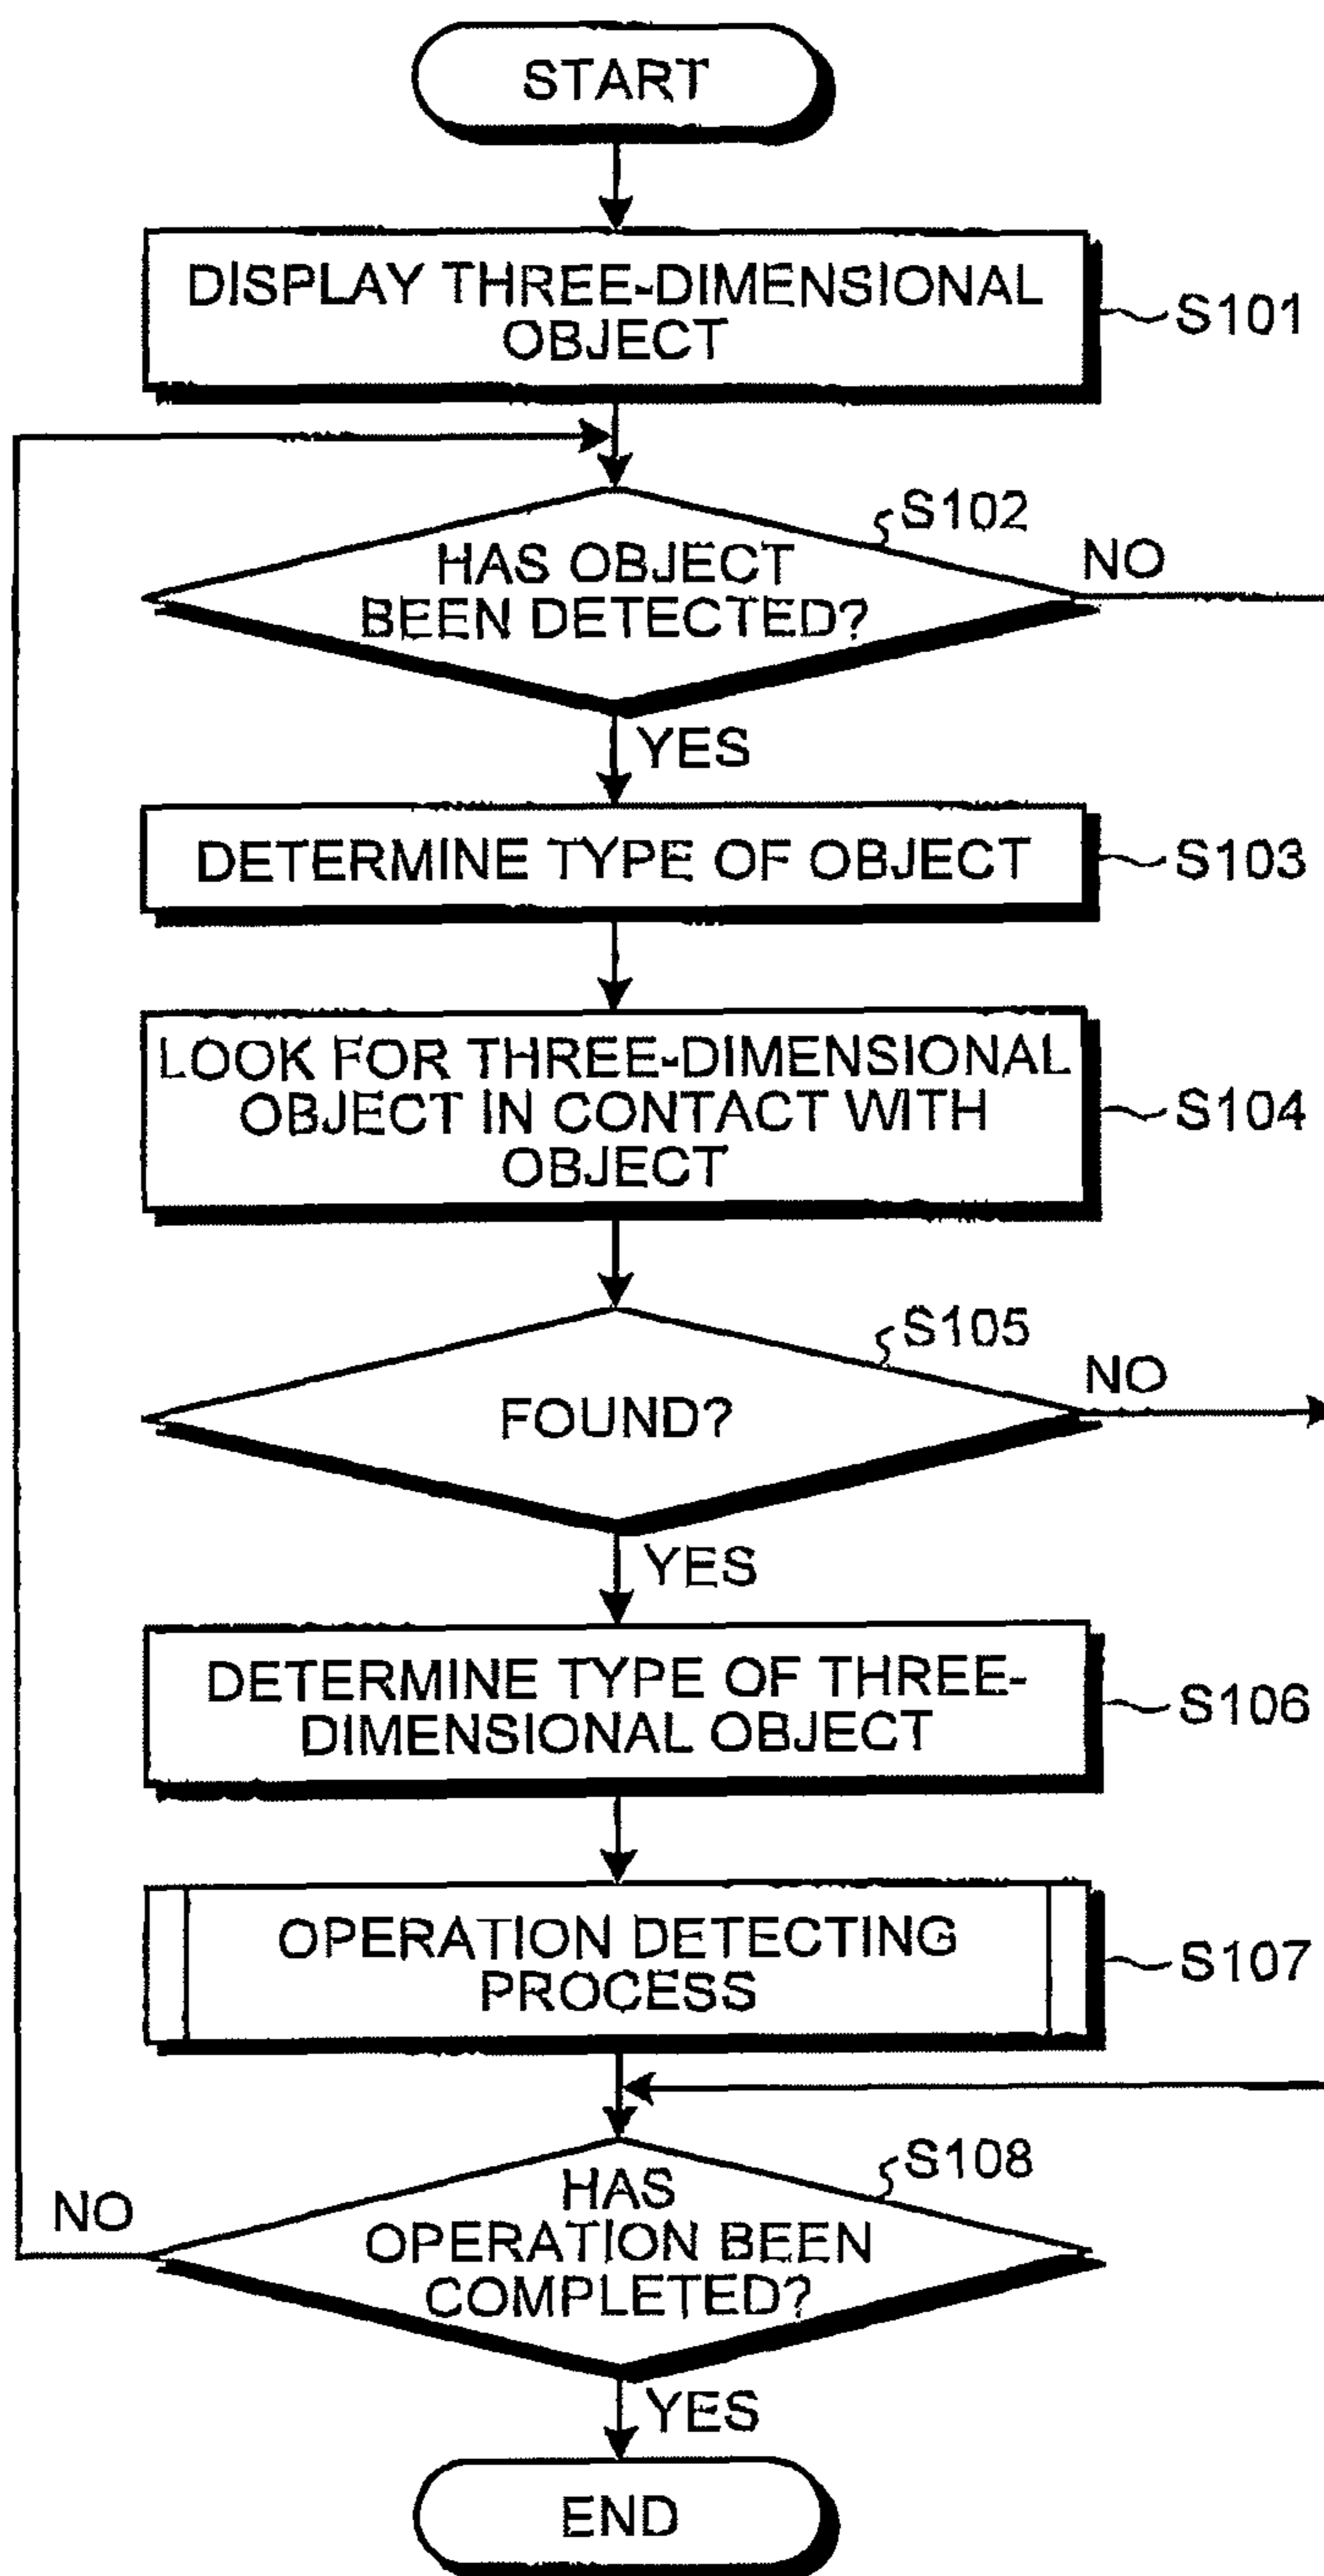 START
DISPLAY THREE-DIMENSIONAL
OBJECT
S101
S102
HAS OBJECT
BEEN DETECTED?
NO
YES
DETERMINE TYPE OF OBJECT
S103
LOOK FOR THREE-DIMENSIONAL
OBJECT IN CONTACT WITH
OBJECT
S104
S105
FOUND?
NO
YES
DETERMINE TYPE OF THREE-
DIMENSIONAL OBJECT
S106
OPERATION DETECTING
PROCESS
S107
S108
HAS
OPERATION BEEN
COMPLETED?
NO
YES
END